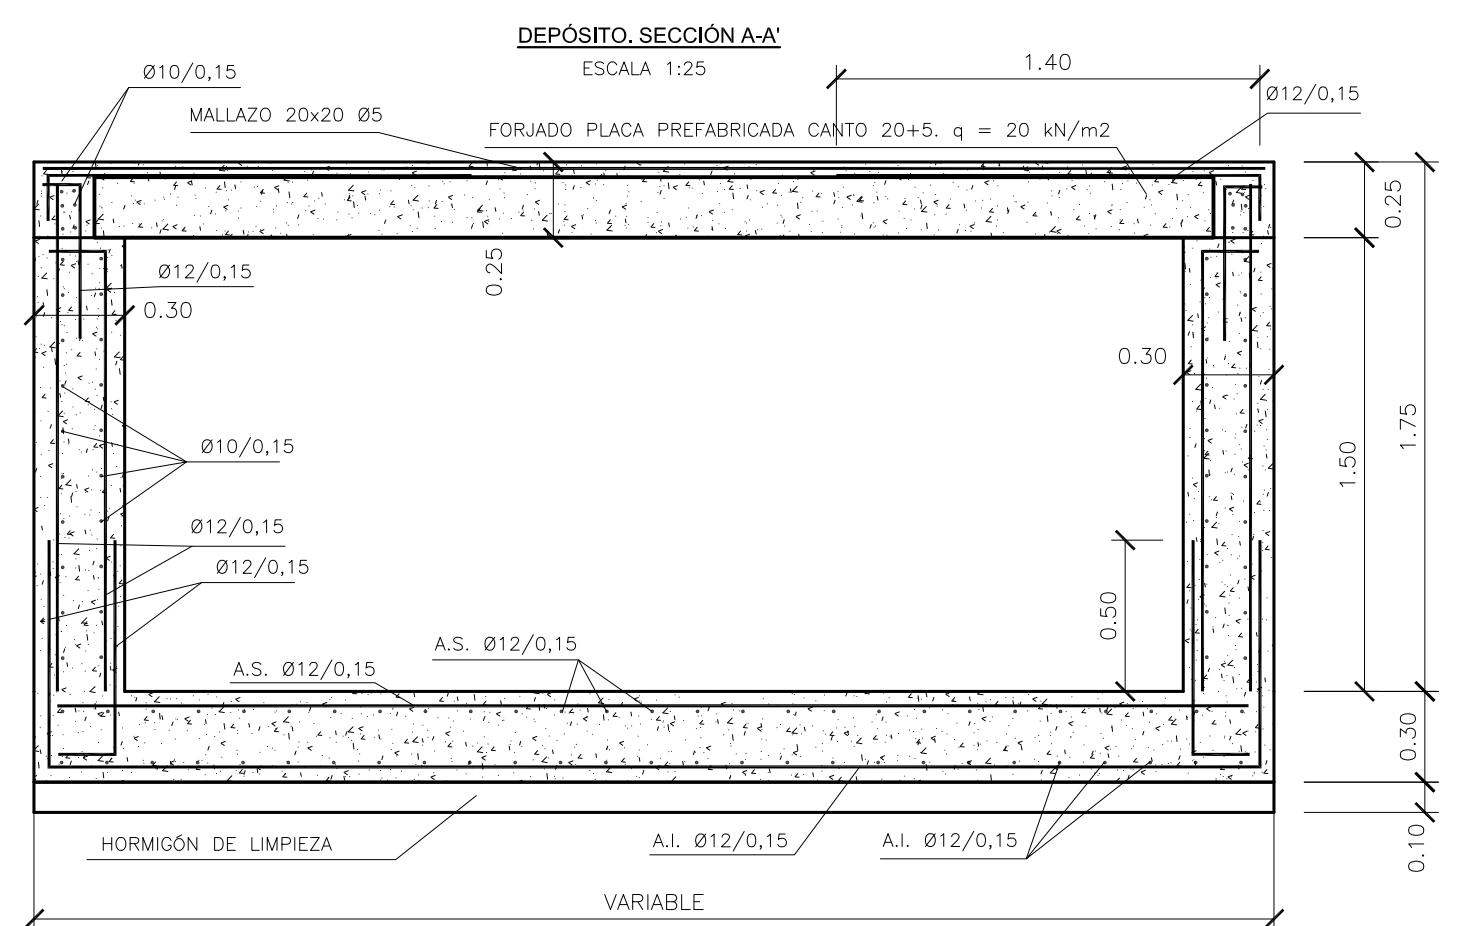 DEPÓSITO. SECCIÓN A-A'
ESCALA 1:25
1.40
Ø10/0,15
Ø12/0,15
MALLAZO 20x20 Ø5
FORJADO PLACA PREFABRICADA CANTO 20+5. q = 20 kN/m2
0.25
0.25
Ø12/0,15
0.30
0.30
1.75
Ø10/0,15
1.50
Ø12/0,15
Ø12/0,15
0.50
A.S. Ø12/0,15
A.S. Ø12/0,15
0.30
HORMIGÓN DE LIMPIEZA
A.I. Ø12/0,15
A.I. Ø12/0,15
0.10
VARIABLE